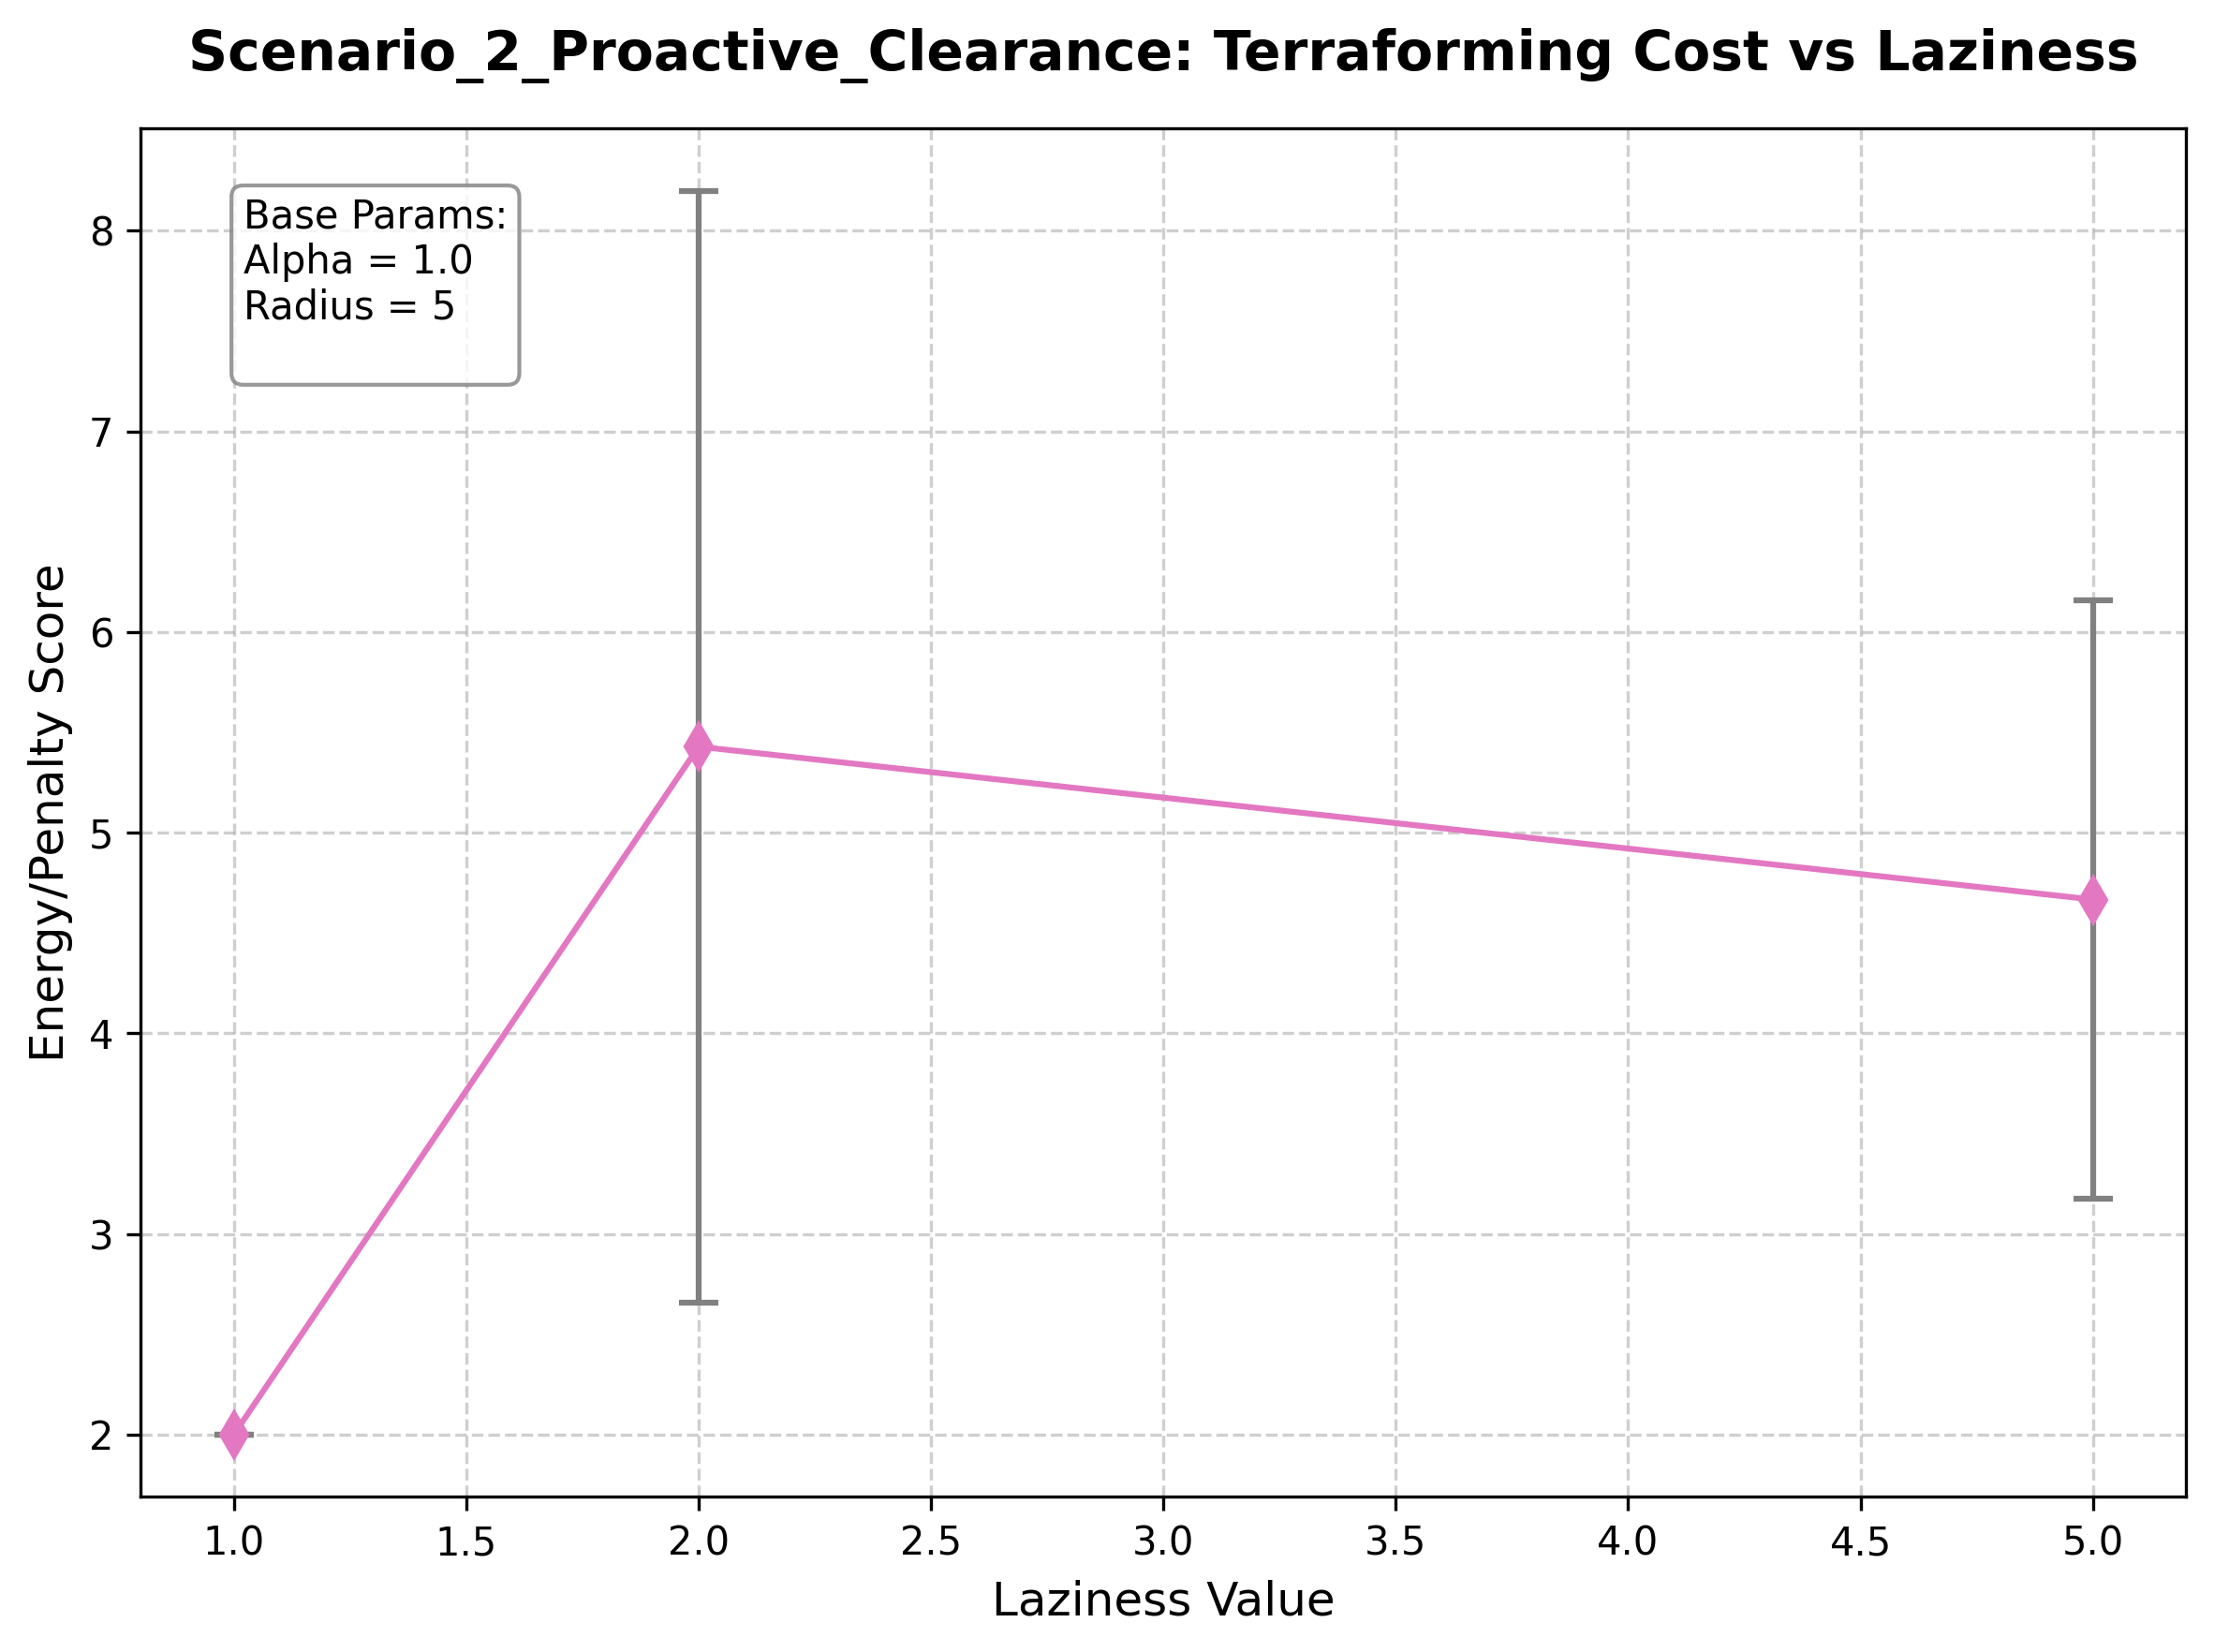 Scenario_2_Proactive_Clearance: Terraforming Cost vs Laziness
Base Params:
Alpha = 1.0
Radius = 5
8
7
6
5
4
3
2
Energy/Penalty Score
1.0 1.5 2.0 2.5 3.0 3.5 4.0 4.5 5.0
Laziness Value